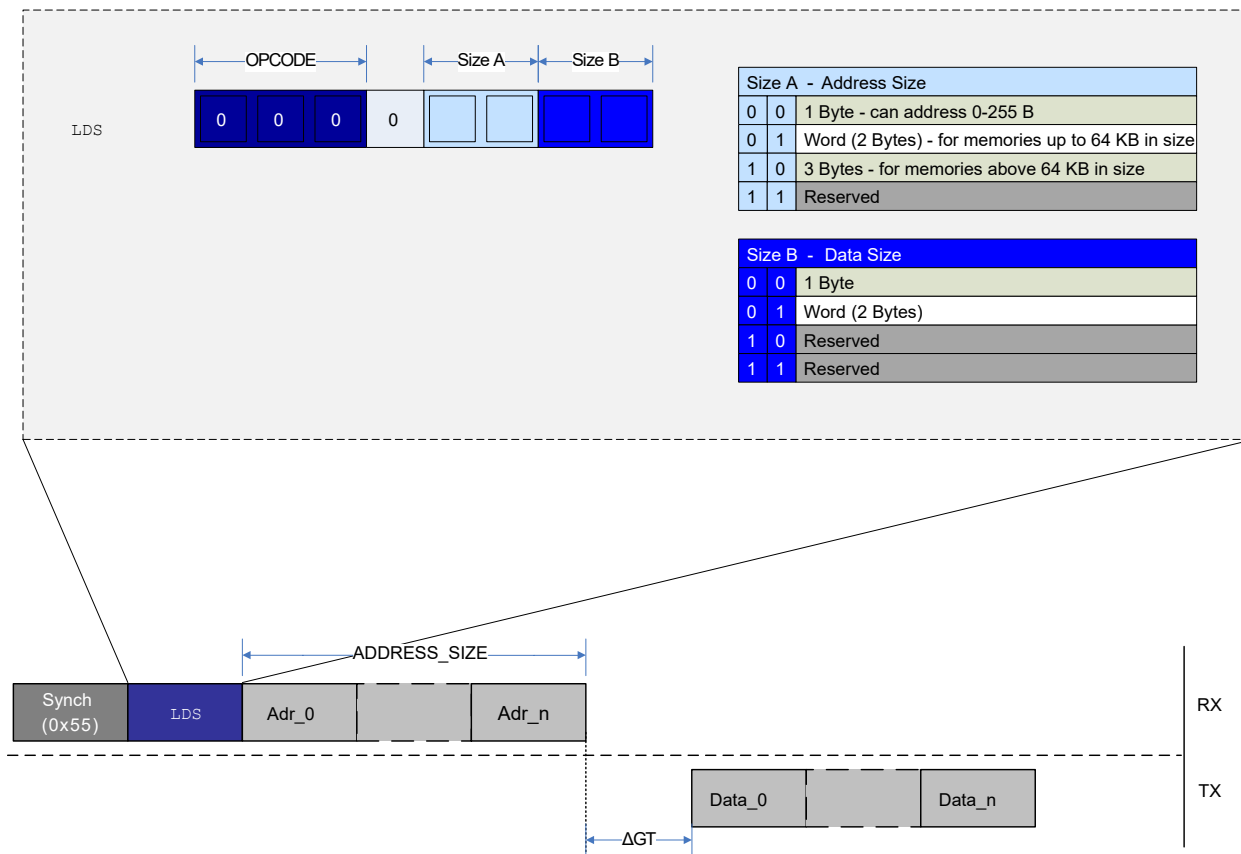 OPCODE Size A Size B
LDS
0 0 0 0
Size A - Address Size
0 0 1 Byte - can address 0-255 B
0 1 Word (2 Bytes) - for memories up to 64 KB in size
1 0 3 Bytes - for memories above 64 KB in size
1 1 Reserved
Size B - Data Size
0 0 1 Byte
0 1 Word (2 Bytes)
1 0 Reserved
1 1 Reserved
ADDRESS_SIZE
Synch
(0x55)
LDS
Adr_0
Adr_n
RX
Data_0
Data_n
TX
ΔGT